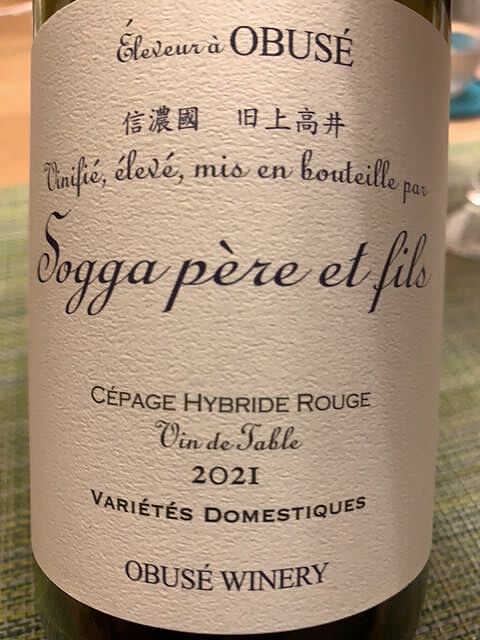 Éleveur à OBUSÉ
信濃國 旧上高井
Vinifié, élevé, mis en bouteille par
Sogga père et fils
CÉPAGE HYBRIDE ROUGE
Vin de Table
2021
VARIÉTÉS DOMESTIQUES
OBUSÉ WINERY